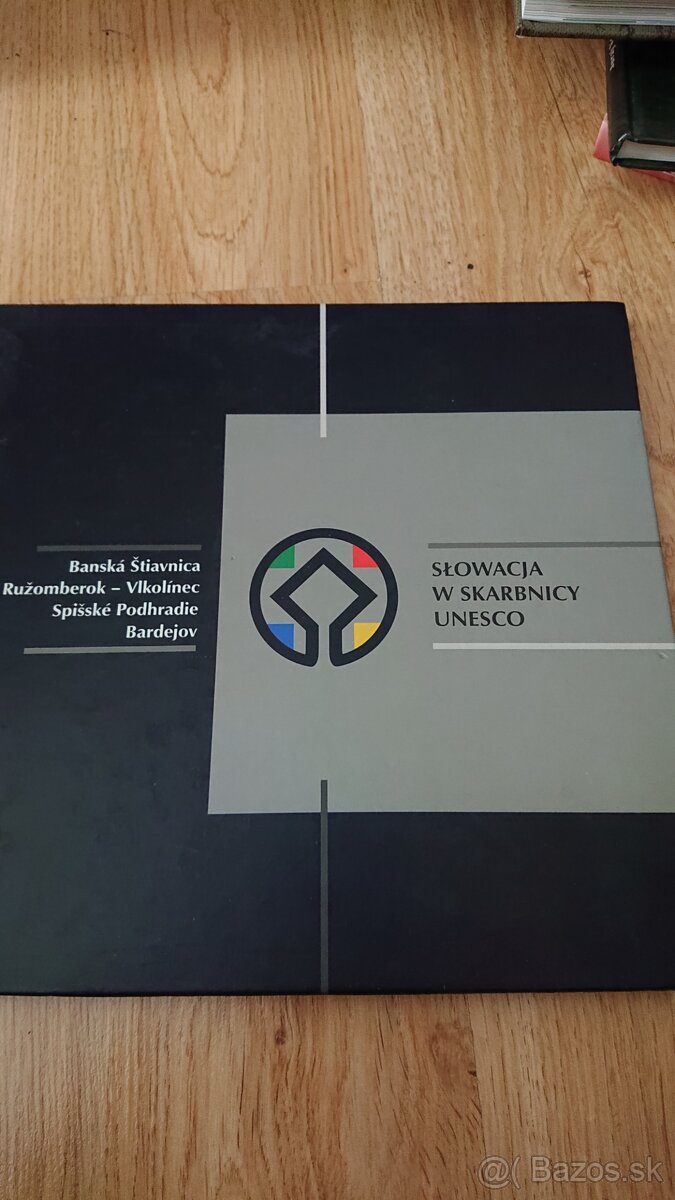 Banská Štiavnica
Ružomberok – Vlkolínec
Spišské Podhradie
Bardejov
SŁOWACJA
W SKARBNICY
UNESCO
@( Bazos.sk